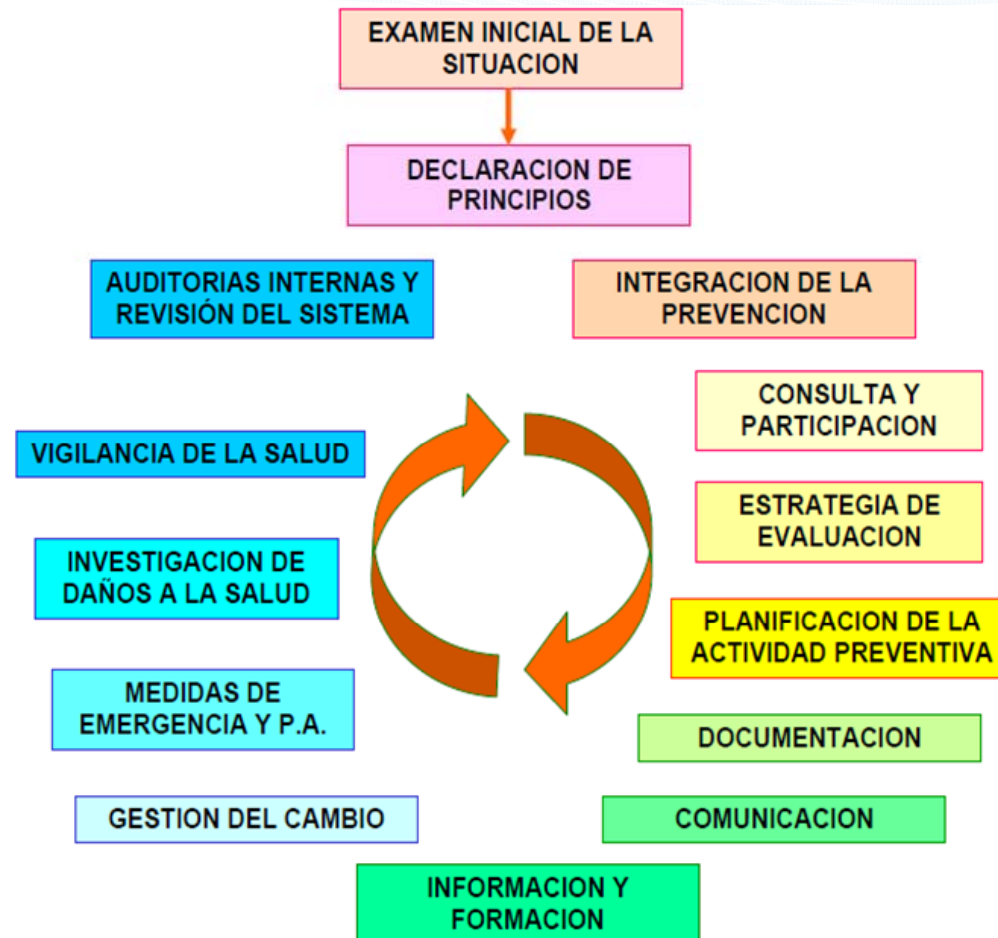 EXAMEN INICIAL DE LA
SITUACION
DECLARACION DE
PRINCIPIOS
AUDITORIAS INTERNAS Y
REVISIÓN DEL SISTEMA
INTEGRACION DE LA
PREVENCION
CONSULTA Y
PARTICIPACION
VIGILANCIA DE LA SALUD
ESTRATEGIA DE
EVALUACION
INVESTIGACION DE
DAÑOS A LA SALUD
PLANIFICACION DE LA
ACTIVIDAD PREVENTIVA
MEDIDAS DE
EMERGENCIA Y P.A.
DOCUMENTACION
GESTION DEL CAMBIO
COMUNICACION
INFORMACION Y
FORMACION